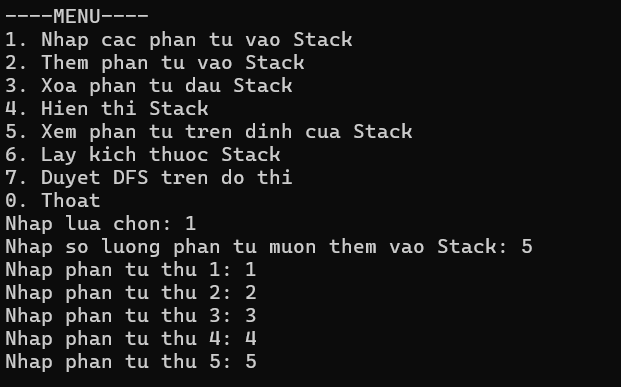 ----MENU----
1. Nhap cac phan tu vao Stack
2. Them phan tu vao Stack
3. Xoa phan tu dau Stack
4. Hien thi Stack
5. Xem phan tu tren dinh cua Stack
6. Lay kich thuoc Stack
7. Duyet DFS tren do thi
0. Thoat
Nhap lua chon: 1
Nhap so luong phan tu muon them vao Stack: 5
Nhap phan tu thu 1: 1
Nhap phan tu thu 2: 2
Nhap phan tu thu 3: 3
Nhap phan tu thu 4: 4
Nhap phan tu thu 5: 5